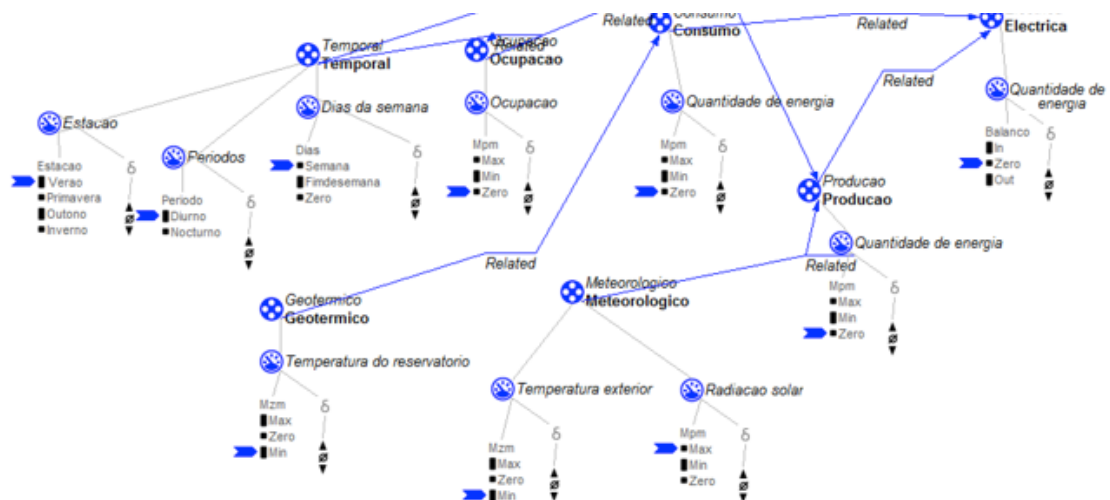 Related
Consumo
Consumo
Electrica
Temporal
Temporal
Ocupacao
Related
Ocupacao
Related
Dias da semana
Ocupacao
Quantidade de energia
Quantidade de
energia
Estacao
Periodos
Estacao
Verao
Primavera
Outono
Inverno
δ
Periodo
Diurno
Nocturno
δ
Dias
Semana
Fimdesemana
Zero
δ
Mpm
Max
Min
Zero
δ
Mpm
Max
Min
Zero
δ
Balanco
In
Zero
Out
δ
Producao
Producao
Quantidade de energia
Related
Related
Mpm
Max
Min
Zero
δ
Geotermico
Geotermico
Meteorologico
Meteorologico
Temperatura do reservatorio
Mzm
Max
Zero
Min
δ
Temperatura exterior
Radiacao solar
Mzm
Max
Zero
Min
δ
Mpm
Max
Min
Zero
δ